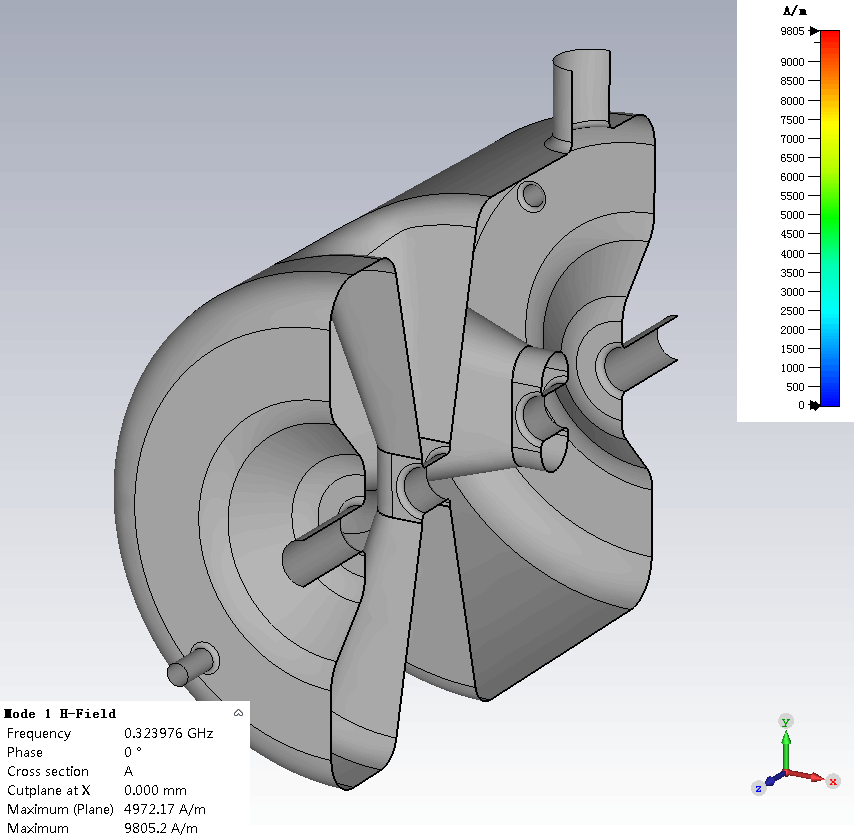 A/m
9805
9000
8500
8000
7500
7000
6500
6000
5500
5000
4500
4000
3500
3000
2500
2000
1500
1000
500
0
Mode 1 H-Field
Frequency 0.323976 GHz
Phase 0 °
Cross section A
Cutplane at X 0.000 mm
Maximum (Plane) 4972.17 A/m
Maximum 9805.2 A/m
y
z
x